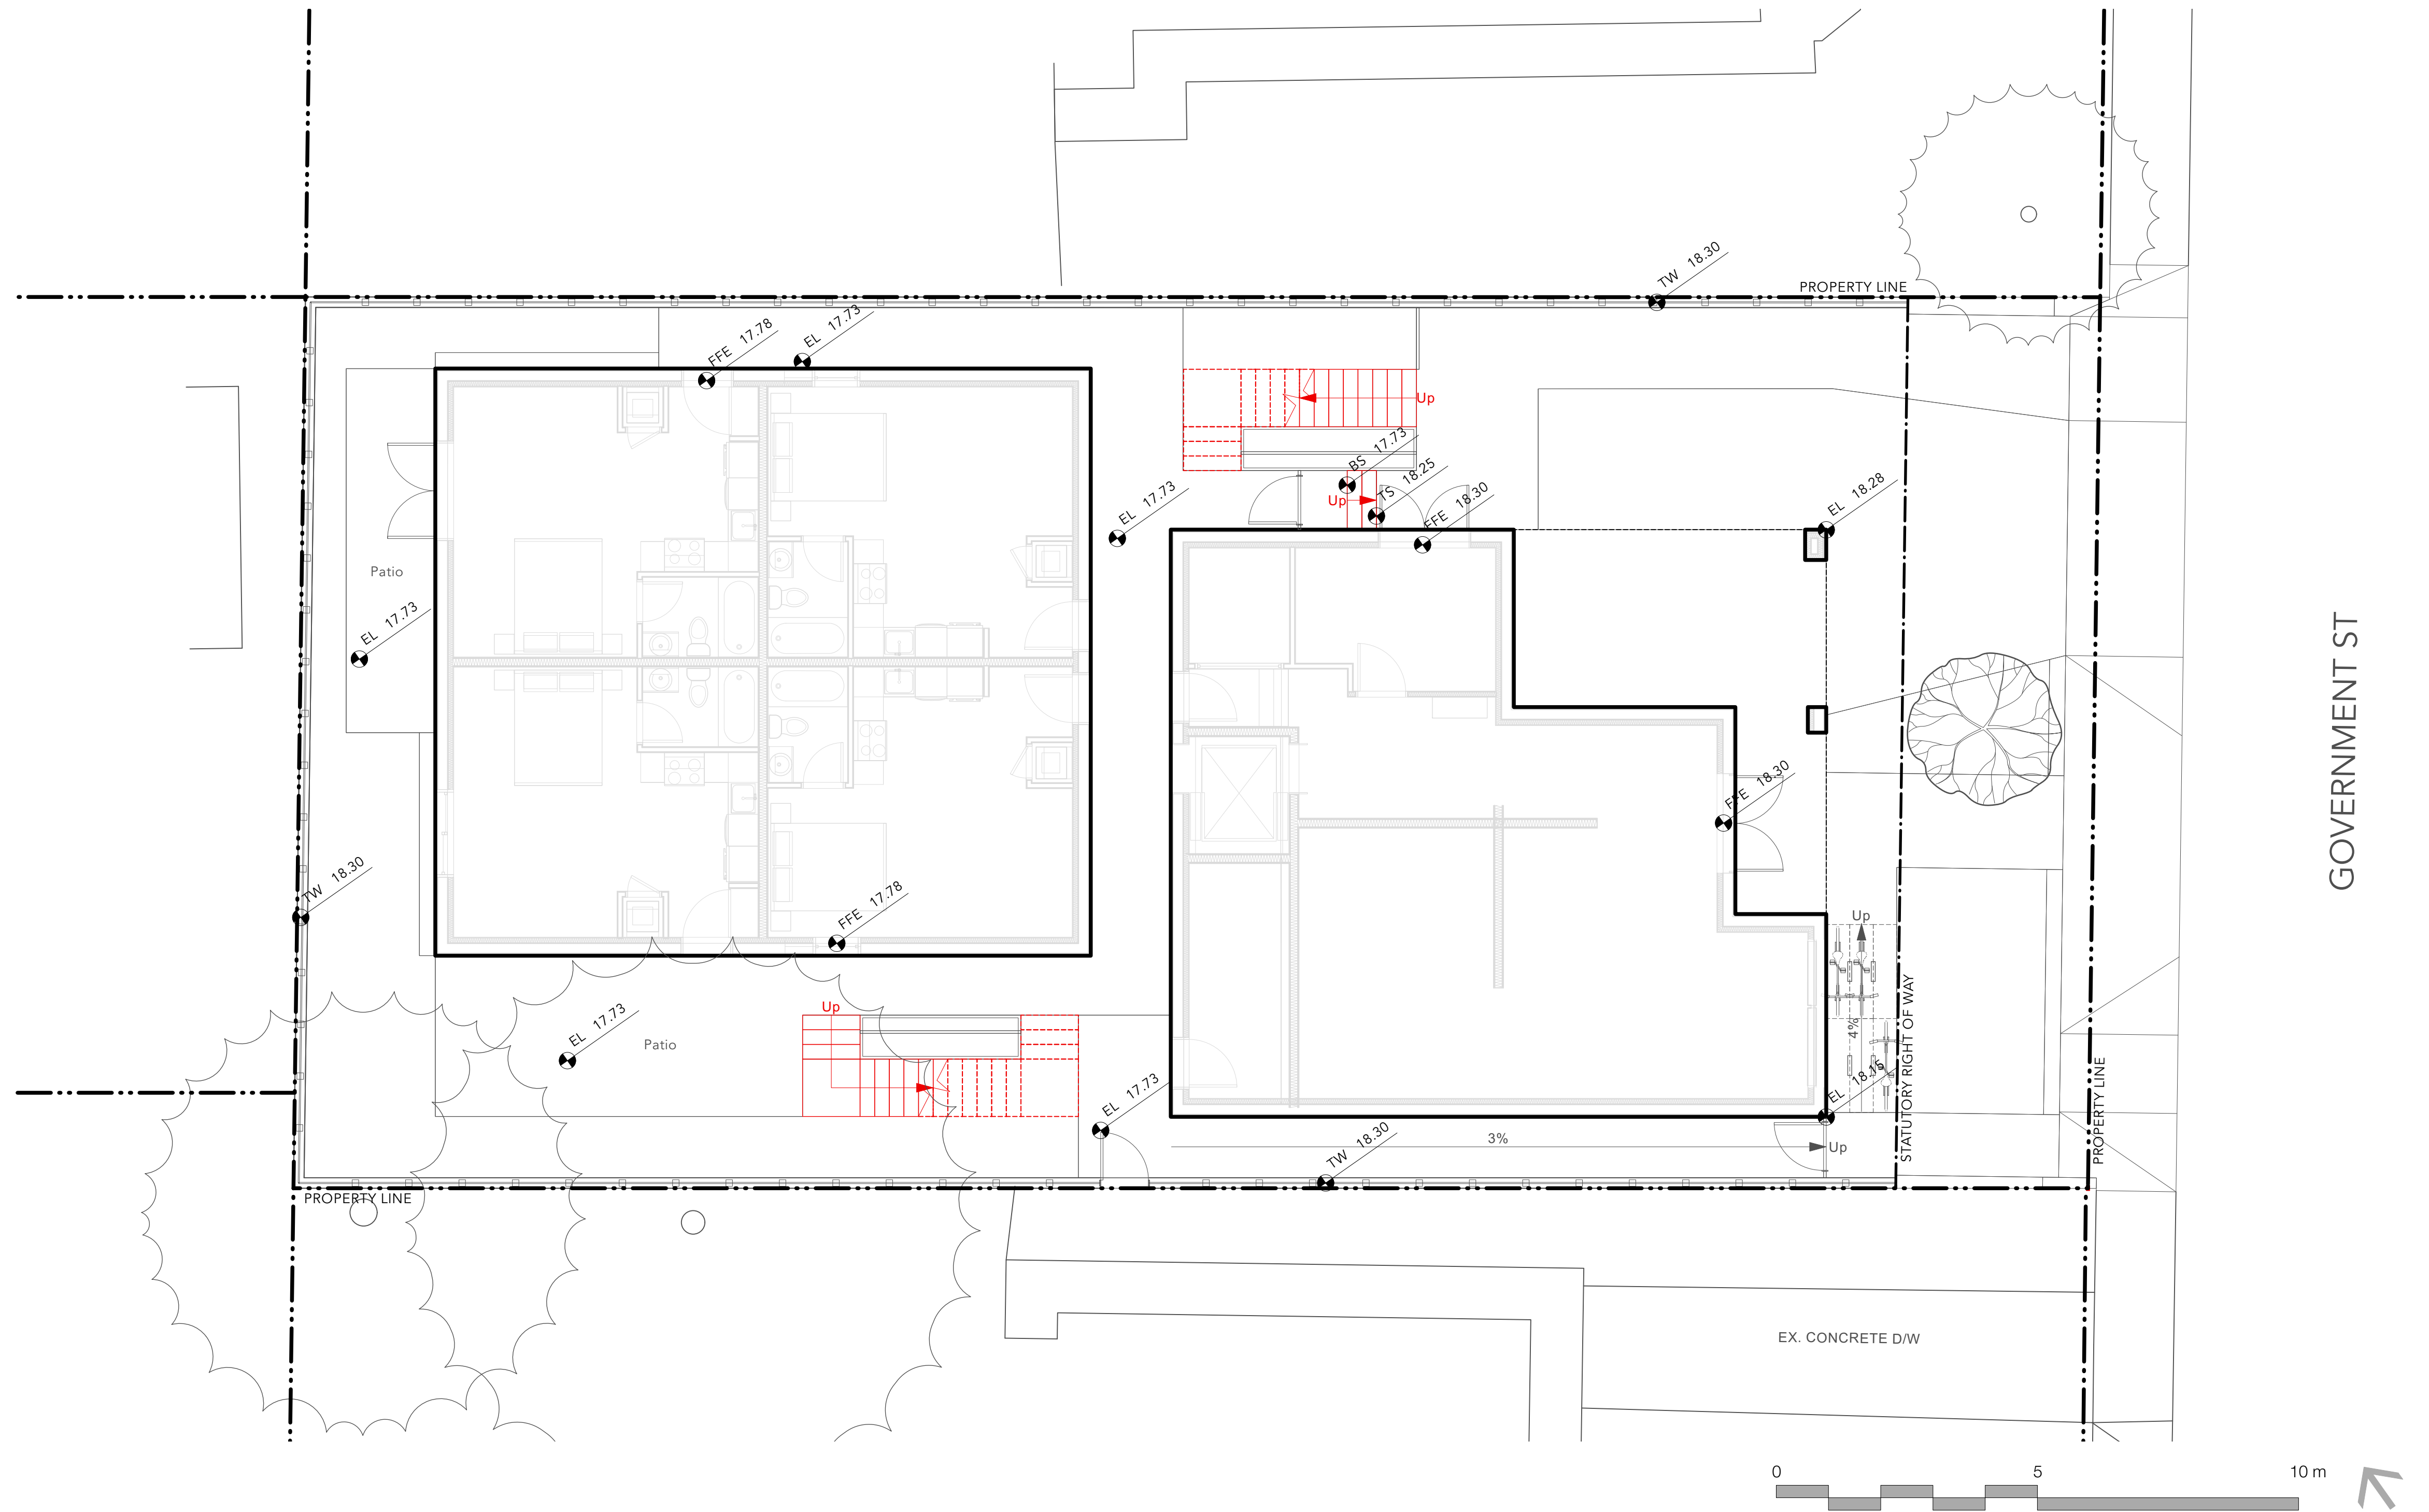 TW 18.30
PROPERTY LINE
EL 17.73
FFE 17.78
Up
BS 17.73
TS 18.25
Up
EL 17.73
FFE 18.30
EL 18.28
Patio
EL 17.73
GOVERNMENT ST
FFE 18.30
TW 18.30
FFE 17.78
Up
EL 17.73
Up
Patio
4%
STATUTORY RIGHT OF WAY
EL 18.15
PROPERTY LINE
EL 17.73
TW 18.30
3%
Up
PROPERTY LINE
EX. CONCRETE D/W
0 5 10 m